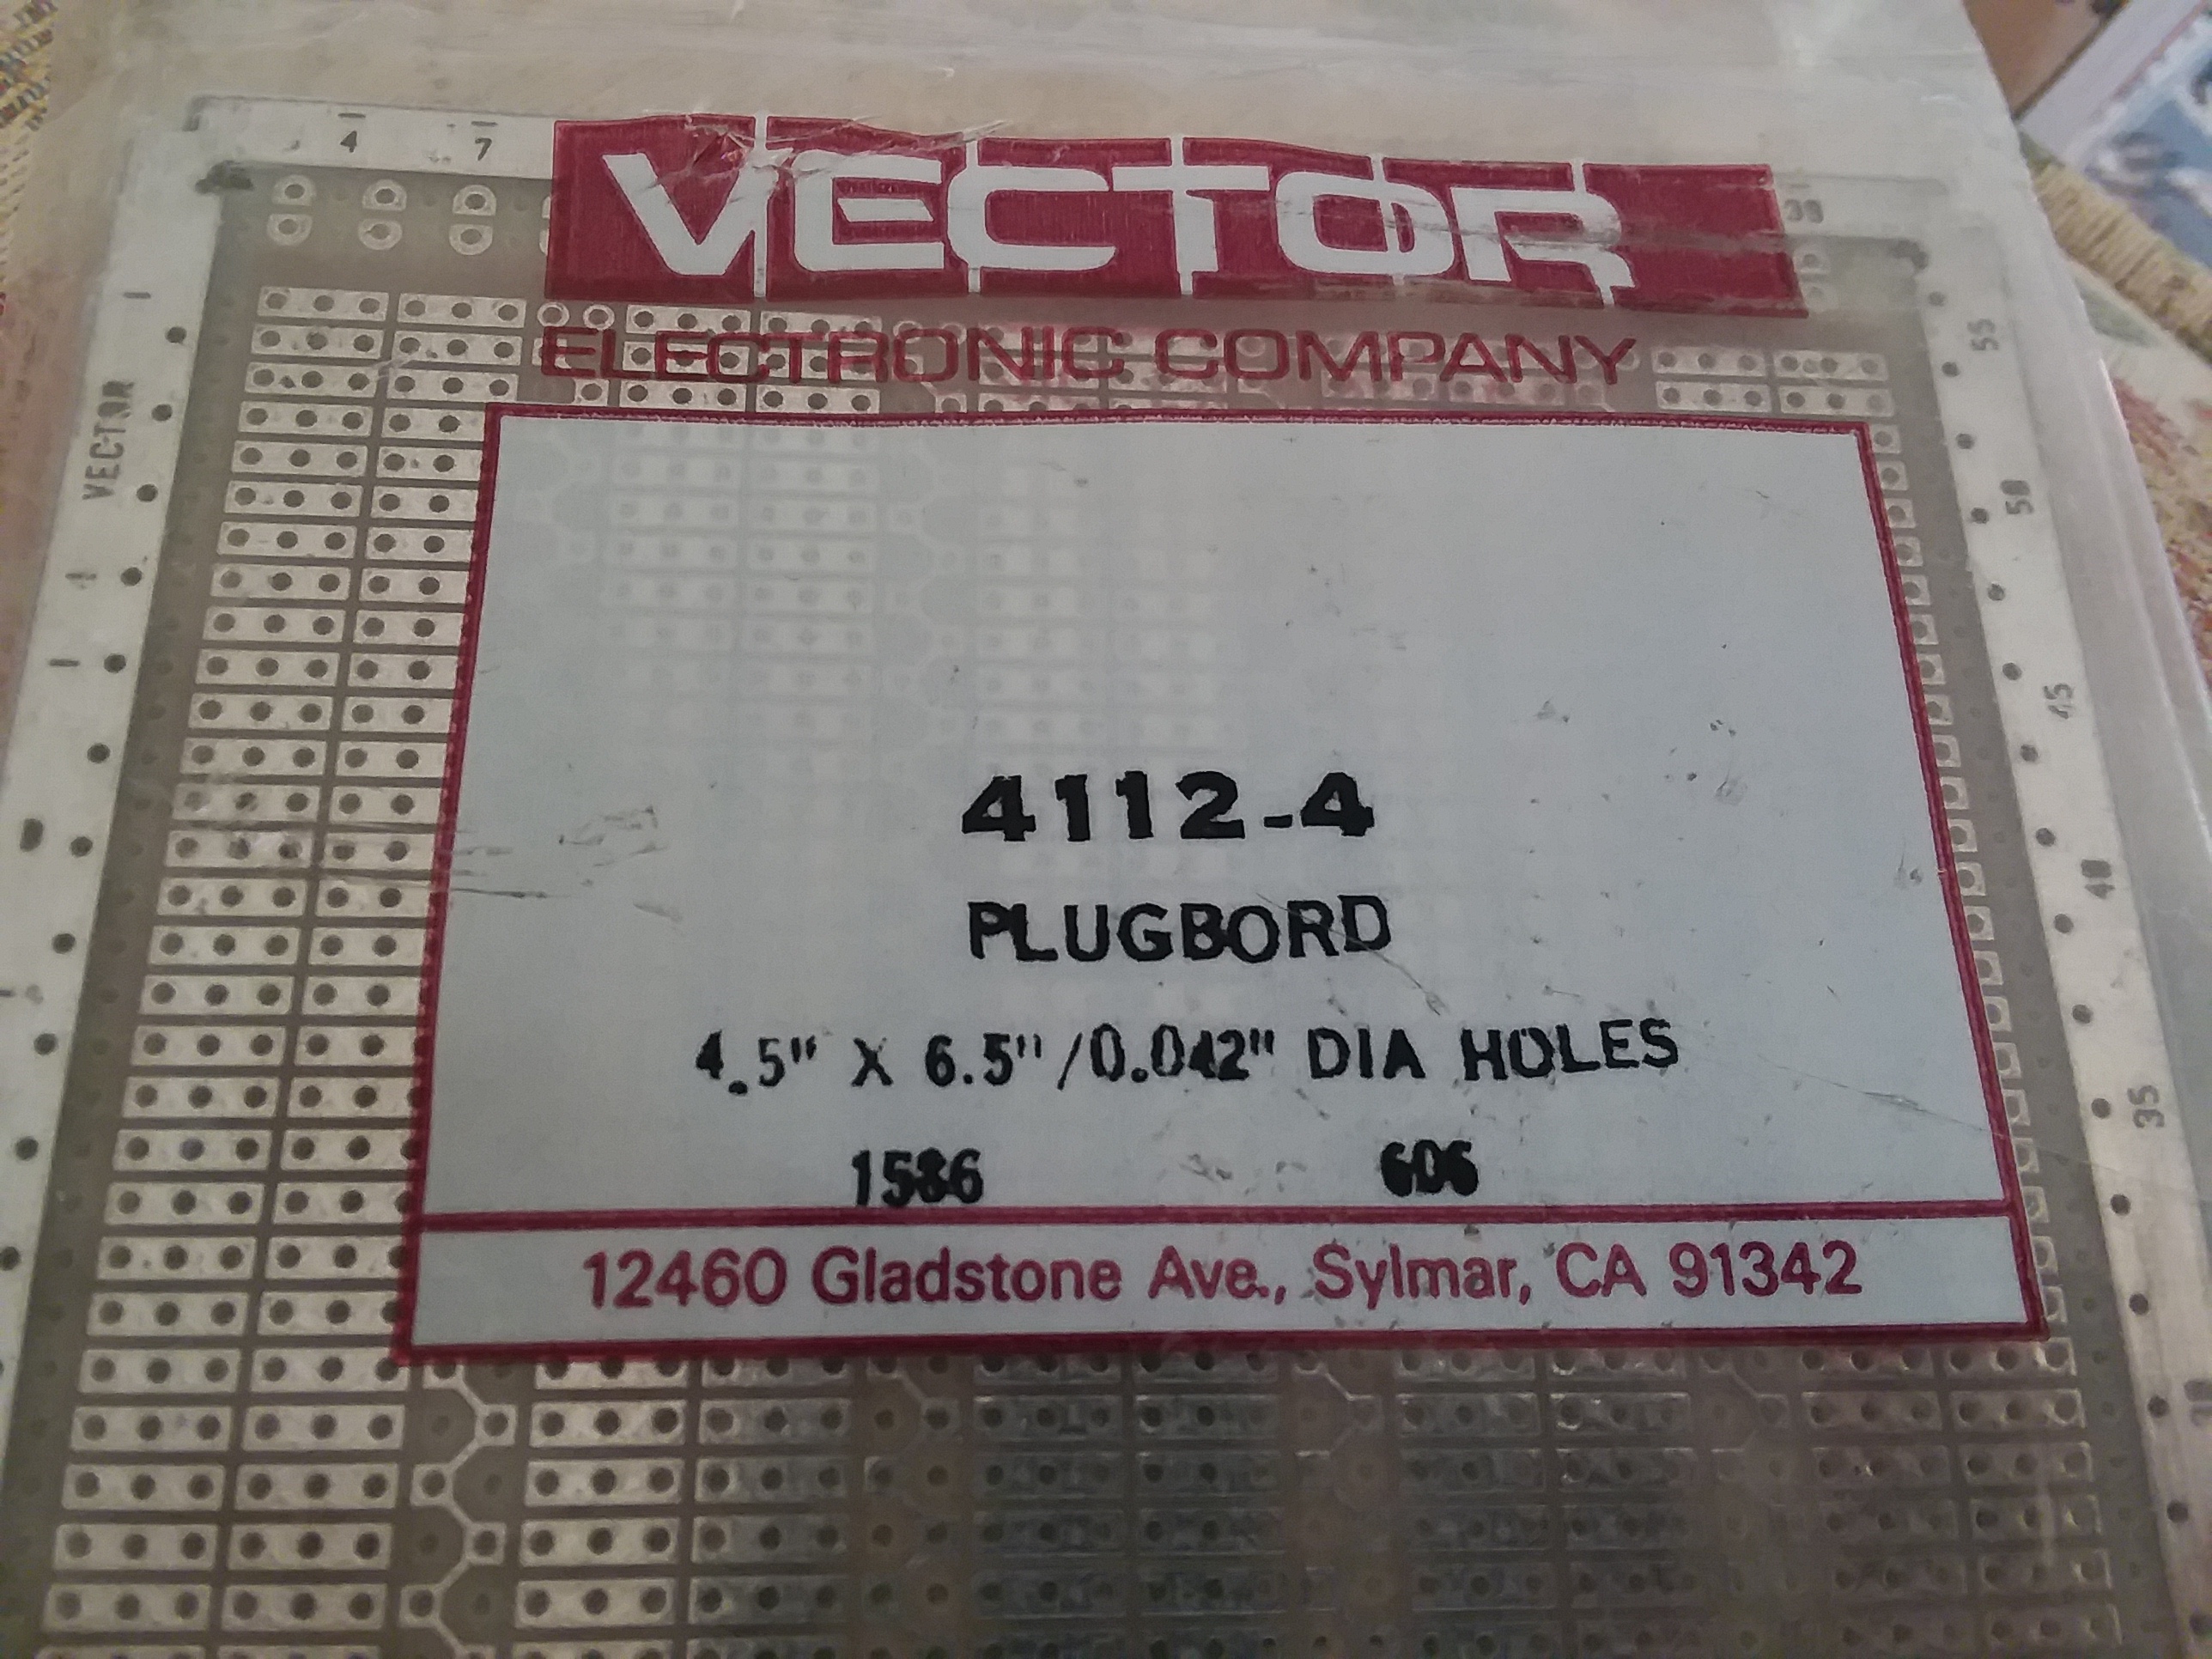 4 7
VECTOR
39
ELECTRONIC COMPANY
VECTOR
55
50
45
40
35
4112-4
PLUGBORD
4.5" X 6.5"/0.042" DIA HOLES
1586 606
12460 Gladstone Ave., Sylmar, CA 91342